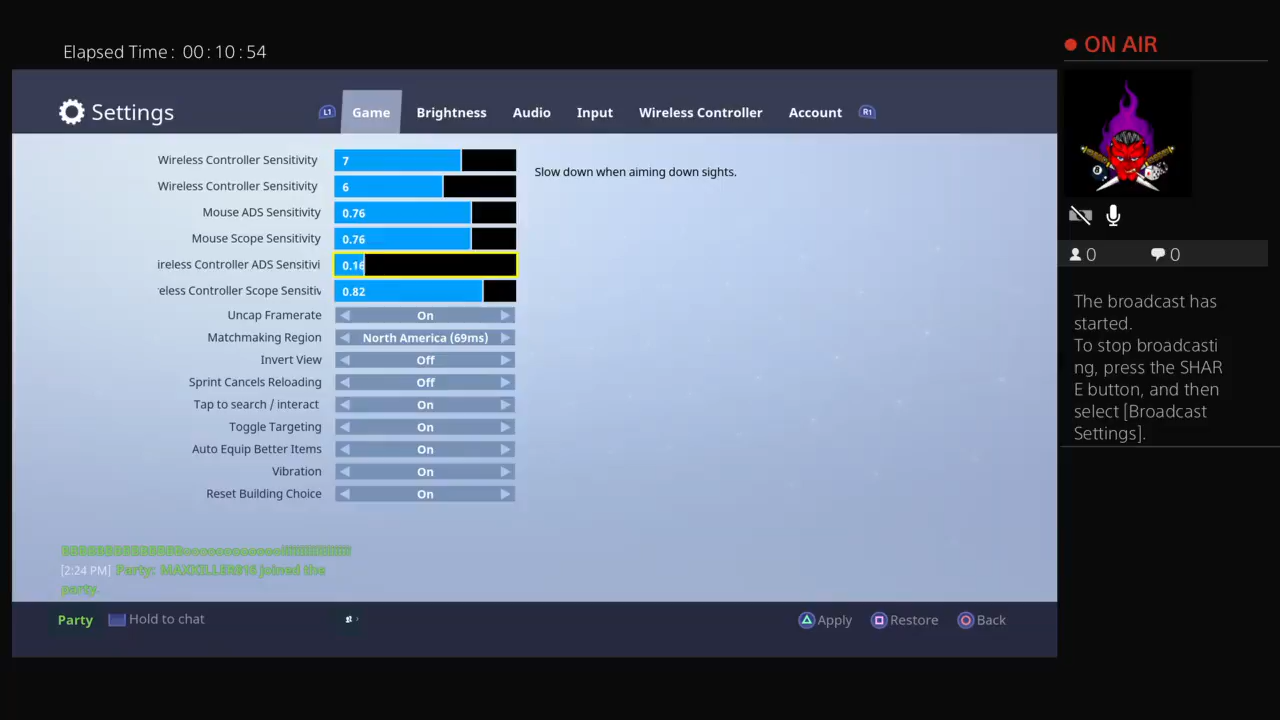 Elapsed Time: 00:10:54
ON AIR
Settings
L1 Game Brightness Audio Input Wireless Controller Account R1
Wireless Controller Sensitivity 7
Wireless Controller Sensitivity 6
Mouse ADS Sensitivity 0.76
Mouse Scope Sensitivity 0.76
ireless Controller ADS Sensitivi 0.16
eless Controller Scope Sensitiv 0.82
Uncap Framerate On
Matchmaking Region North America (69ms)
Invert View Off
Sprint Cancels Reloading Off
Tap to search / interact On
Toggle Targeting On
Auto Equip Better Items On
Vibration On
Reset Building Choice On
Slow down when aiming down sights.
[2:24 PM] Party: MAXKILLER816 joined the
party.
Party Hold to chat
Apply Restore Back
0 0
The broadcast has
started.
To stop broadcasti
ng, press the SHAR
E button, and then
select [Broadcast
Settings].